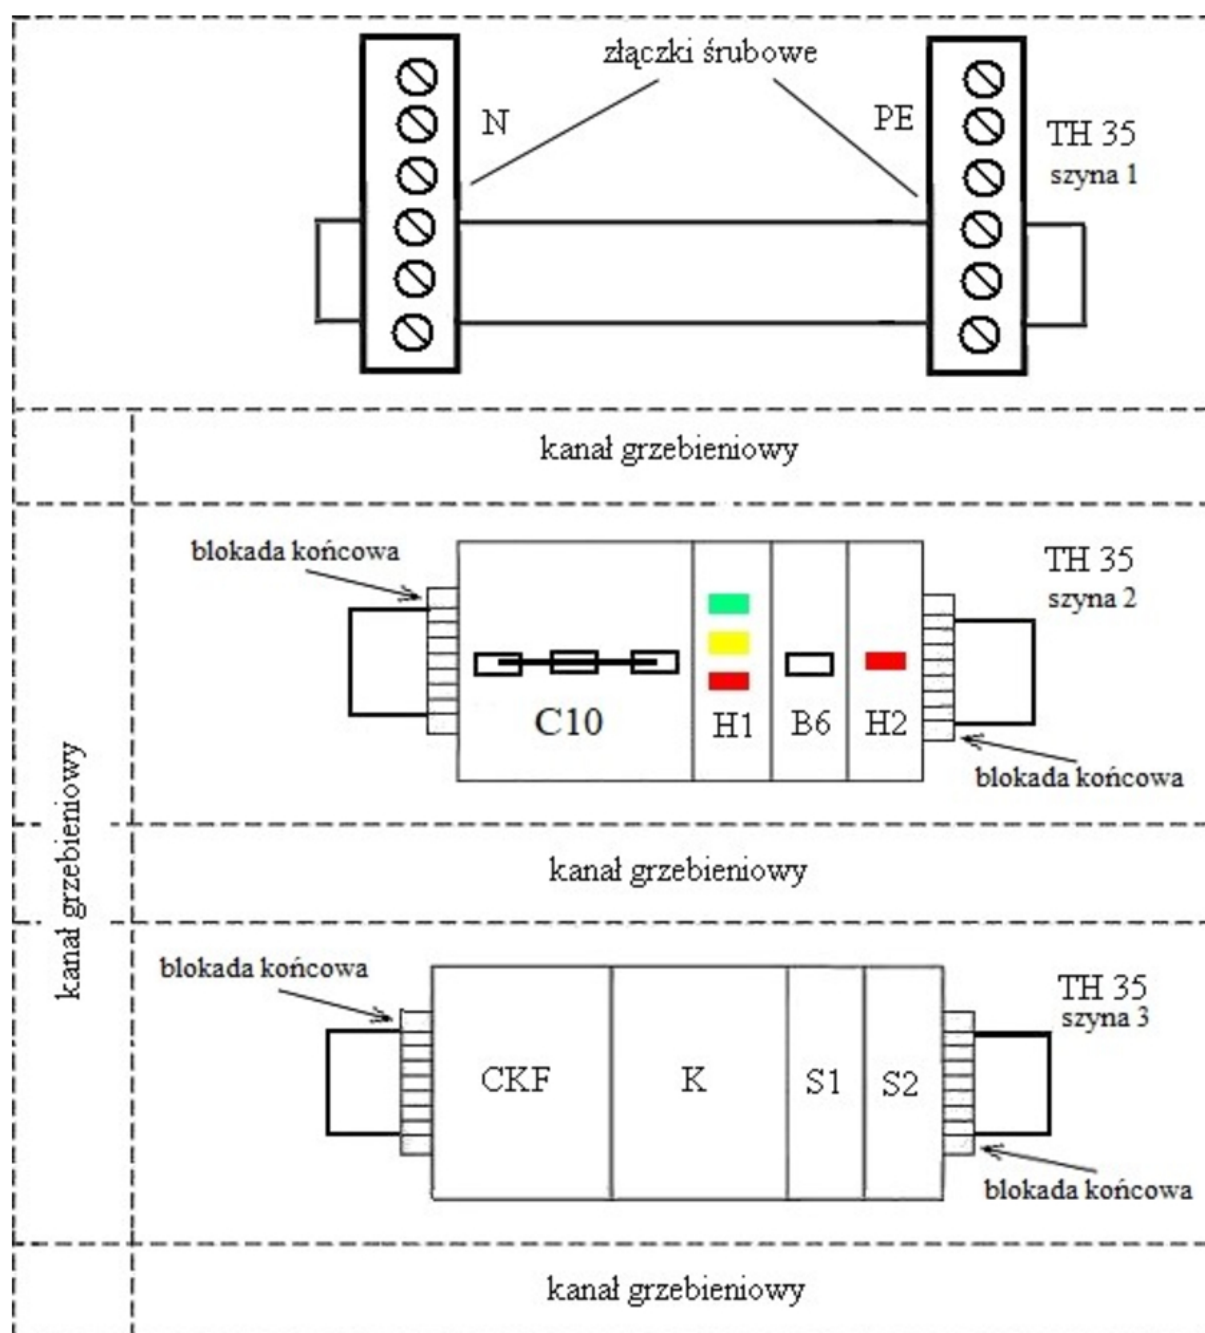 złączki śrubowe
N
PE
TH 35
szyna 1
kanał grzebieniowy
blokada końcowa
TH 35
szyna 2
C10
H1
B6
H2
blokada końcowa
kanał grzebieniowy
kanał grzebieniowy
blokada końcowa
TH 35
szyna 3
CKF
K
S1
S2
blokada końcowa
kanał grzebieniowy